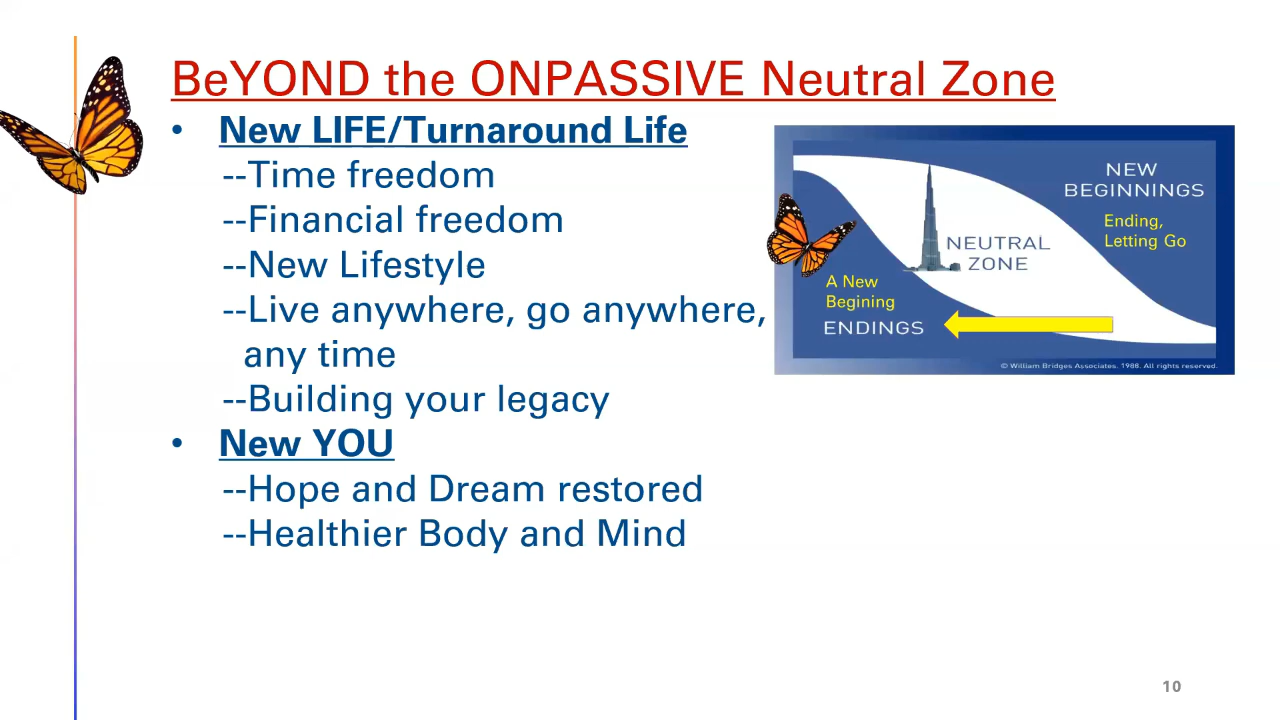 BeYOND the ONPASSIVE Neutral Zone
• New LIFE/Turnaround Life
--Time freedom
--Financial freedom
--New Lifestyle
--Live anywhere, go anywhere,
any time
--Building your legacy
• New YOU
--Hope and Dream restored
--Healthier Body and Mind
NEW
BEGINNINGS
Ending,
Letting Go
NEUTRAL
ZONE
A New
Begining
ENDINGS
© William Bridges Associates, 1988. All rights reserved.
10